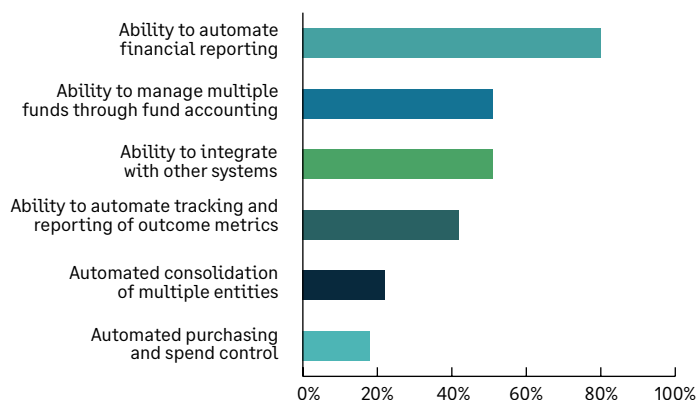 Ability to automate
financial reporting
Ability to manage multiple
funds through fund accounting
Ability to integrate
with other systems
Ability to automate tracking and
reporting of outcome metrics
Automated consolidation
of multiple entities
Automated purchasing
and spend control
0% 20% 40% 60% 80% 100%